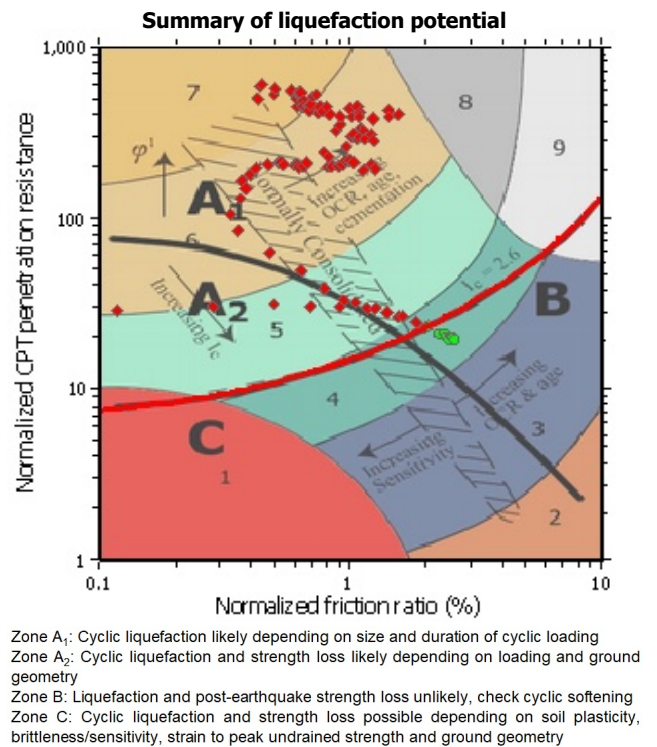 Summary of liquefaction potential
1,000
7
8
9
φ'
Increasing
OCR, age,
cementation
Normally Consolidated
A1
100
6
Ic = 2.6
A2
B
Increasing Ic
5
10
4
Increasing
OCR & age
3
C
Increasing
Sensitivity
1
2
1
0.1
1
10
Normalized CPT penetration resistance
Normalized friction ratio (%)
Zone A1: Cyclic liquefaction likely depending on size and duration of cyclic loading
Zone A2: Cyclic liquefaction and strength loss likely depending on loading and ground
geometry
Zone B: Liquefaction and post-earthquake strength loss unlikely, check cyclic softening
Zone C: Cyclic liquefaction and strength loss possible depending on soil plasticity,
brittleness/sensitivity, strain to peak undrained strength and ground geometry